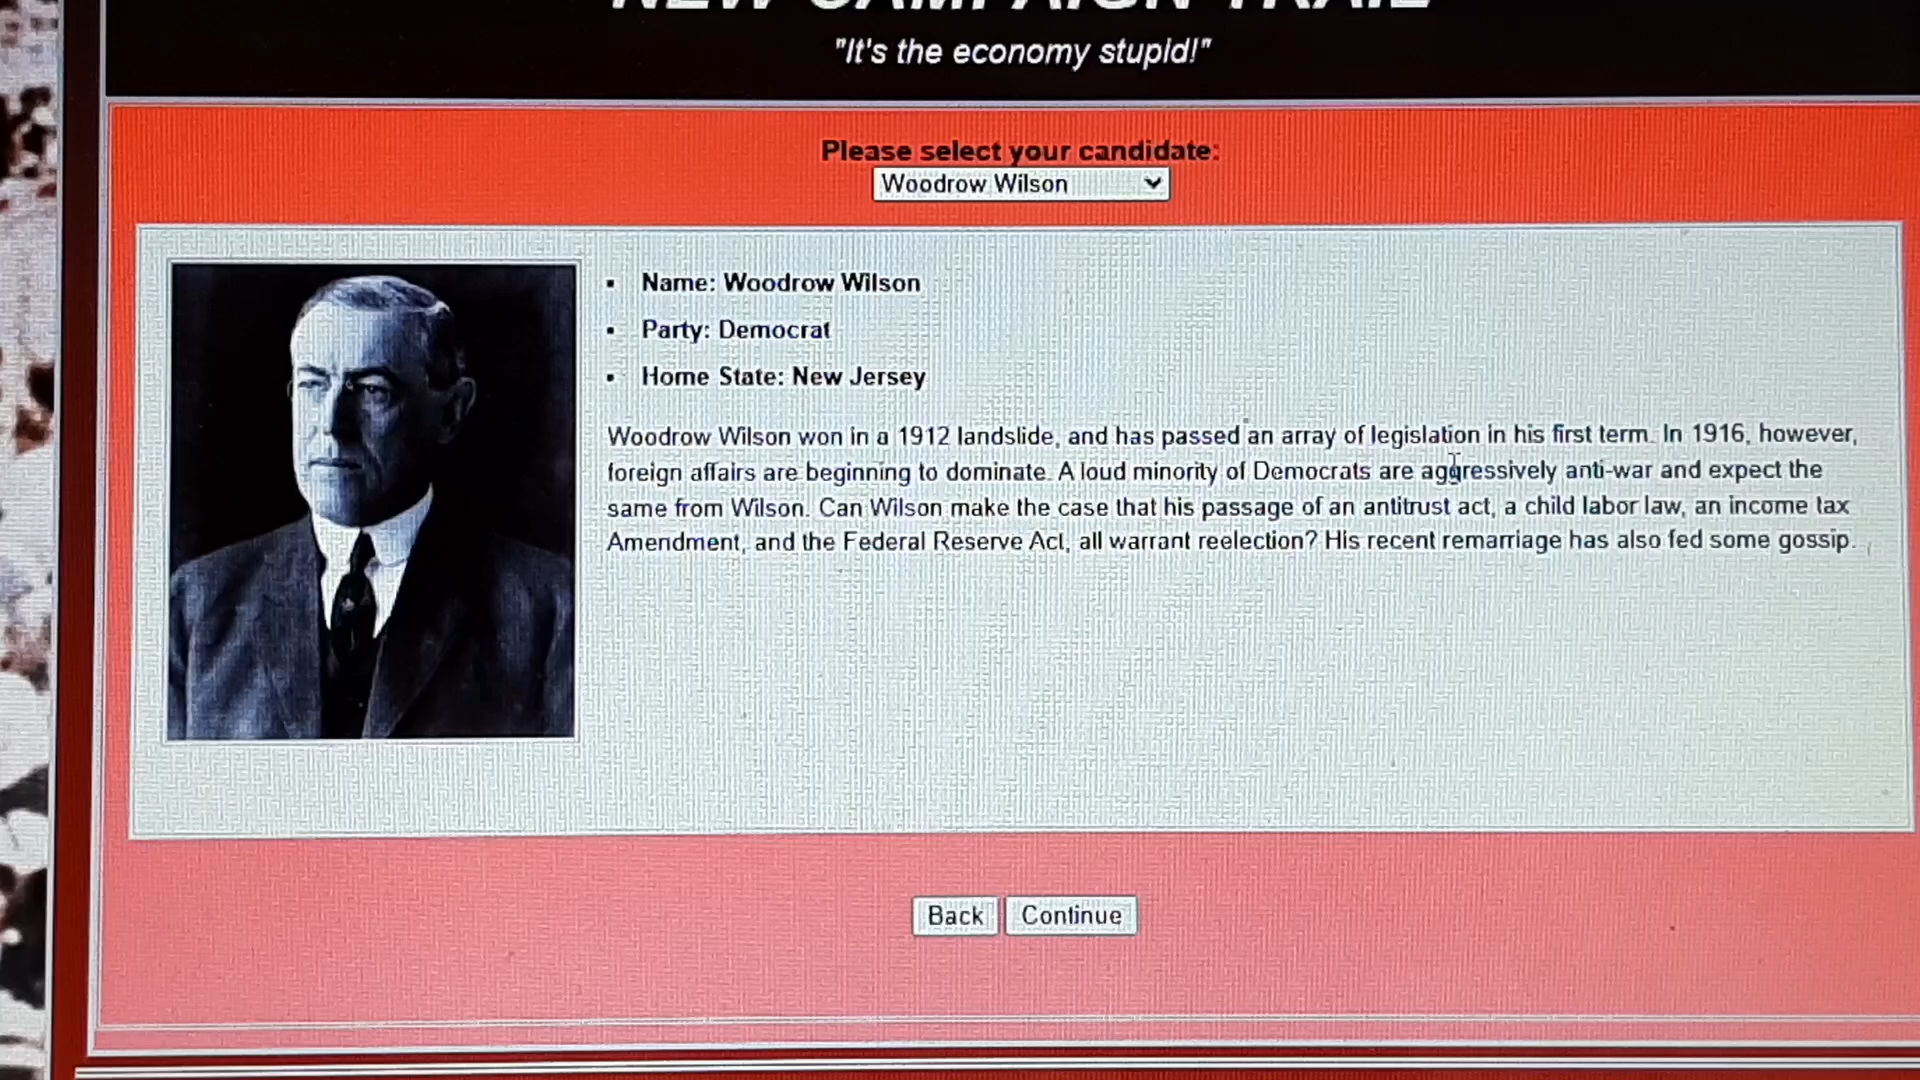 NEW CAMPAIGN TRAIL
"It's the economy stupid!"
Please select your candidate:
Woodrow Wilson
Name: Woodrow Wilson
Party: Democrat
Home State: New Jersey
Woodrow Wilson won in a 1912 landslide, and has passed an array of legislation in his first term. In 1916, however,
foreign affairs are beginning to dominate. A loud minority of Democrats are aggressively anti-war and expect the
same from Wilson. Can Wilson make the case that his passage of an antitrust act, a child labor law, an income tax
Amendment, and the Federal Reserve Act, all warrant reelection? His recent remarriage has also fed some gossip.
Back Continue